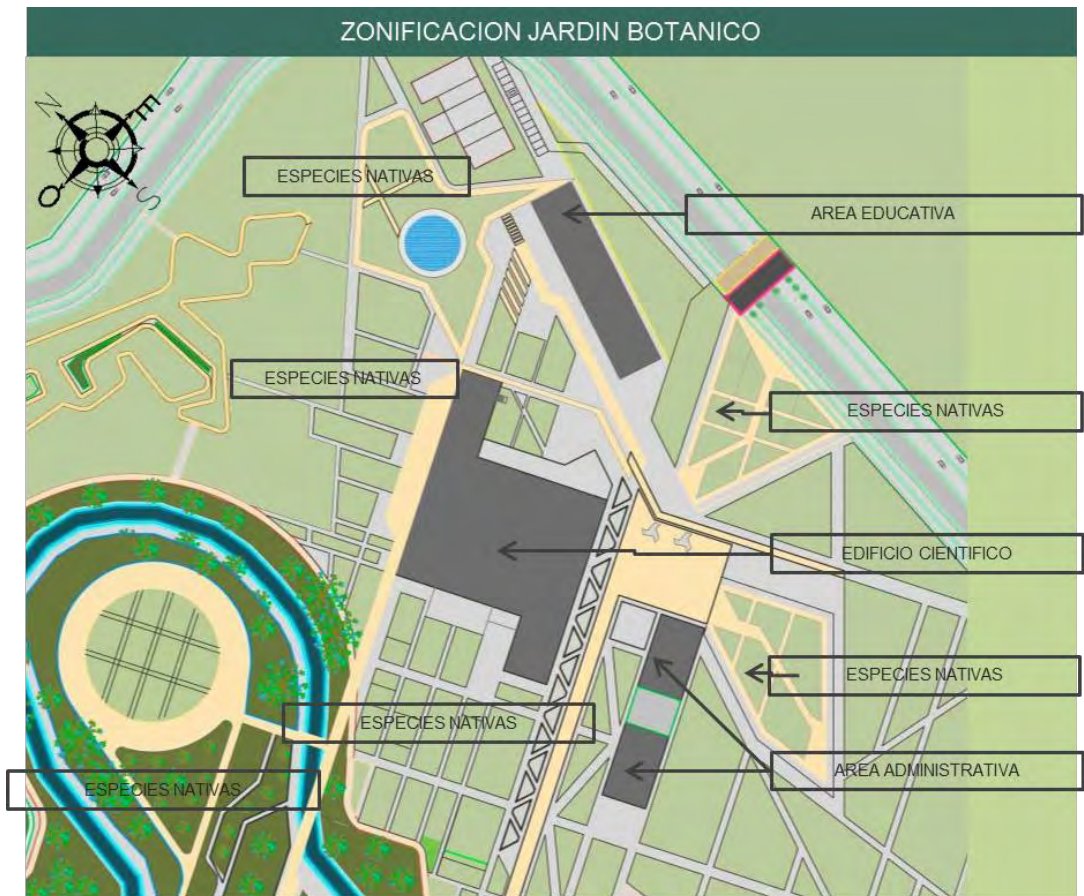 ZONIFICACION JARDIN BOTANICO
N
E
O
S
ESPECIES NATIVAS
AREA EDUCATIVA
ESPECIES NATIVAS
ESPECIES NATIVAS
EDIFICIO CIENTIFICO
ESPECIES NATIVAS
ESPECIES NATIVAS
AREA ADMINISTRATIVA
ESPECIES NATIVAS